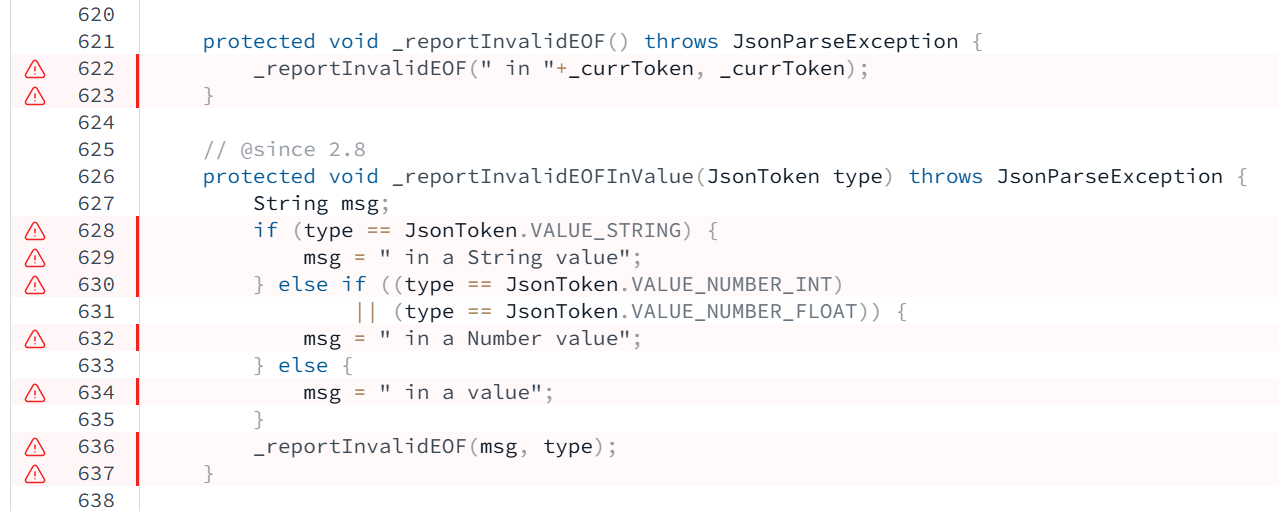 620
621 protected void _reportInvalidEOF() throws JsonParseException {
622 _reportInvalidEOF(" in "+_currToken, _currToken);
623 }
624
625 // @since 2.8
626 protected void _reportInvalidEOFInValue(JsonToken type) throws JsonParseException {
627 String msg;
628 if (type == JsonToken.VALUE_STRING) {
629 msg = " in a String value";
630 } else if ((type == JsonToken.VALUE_NUMBER_INT)
631 || (type == JsonToken.VALUE_NUMBER_FLOAT)) {
632 msg = " in a Number value";
633 } else {
634 msg = " in a value";
635 }
636 _reportInvalidEOF(msg, type);
637 }
638